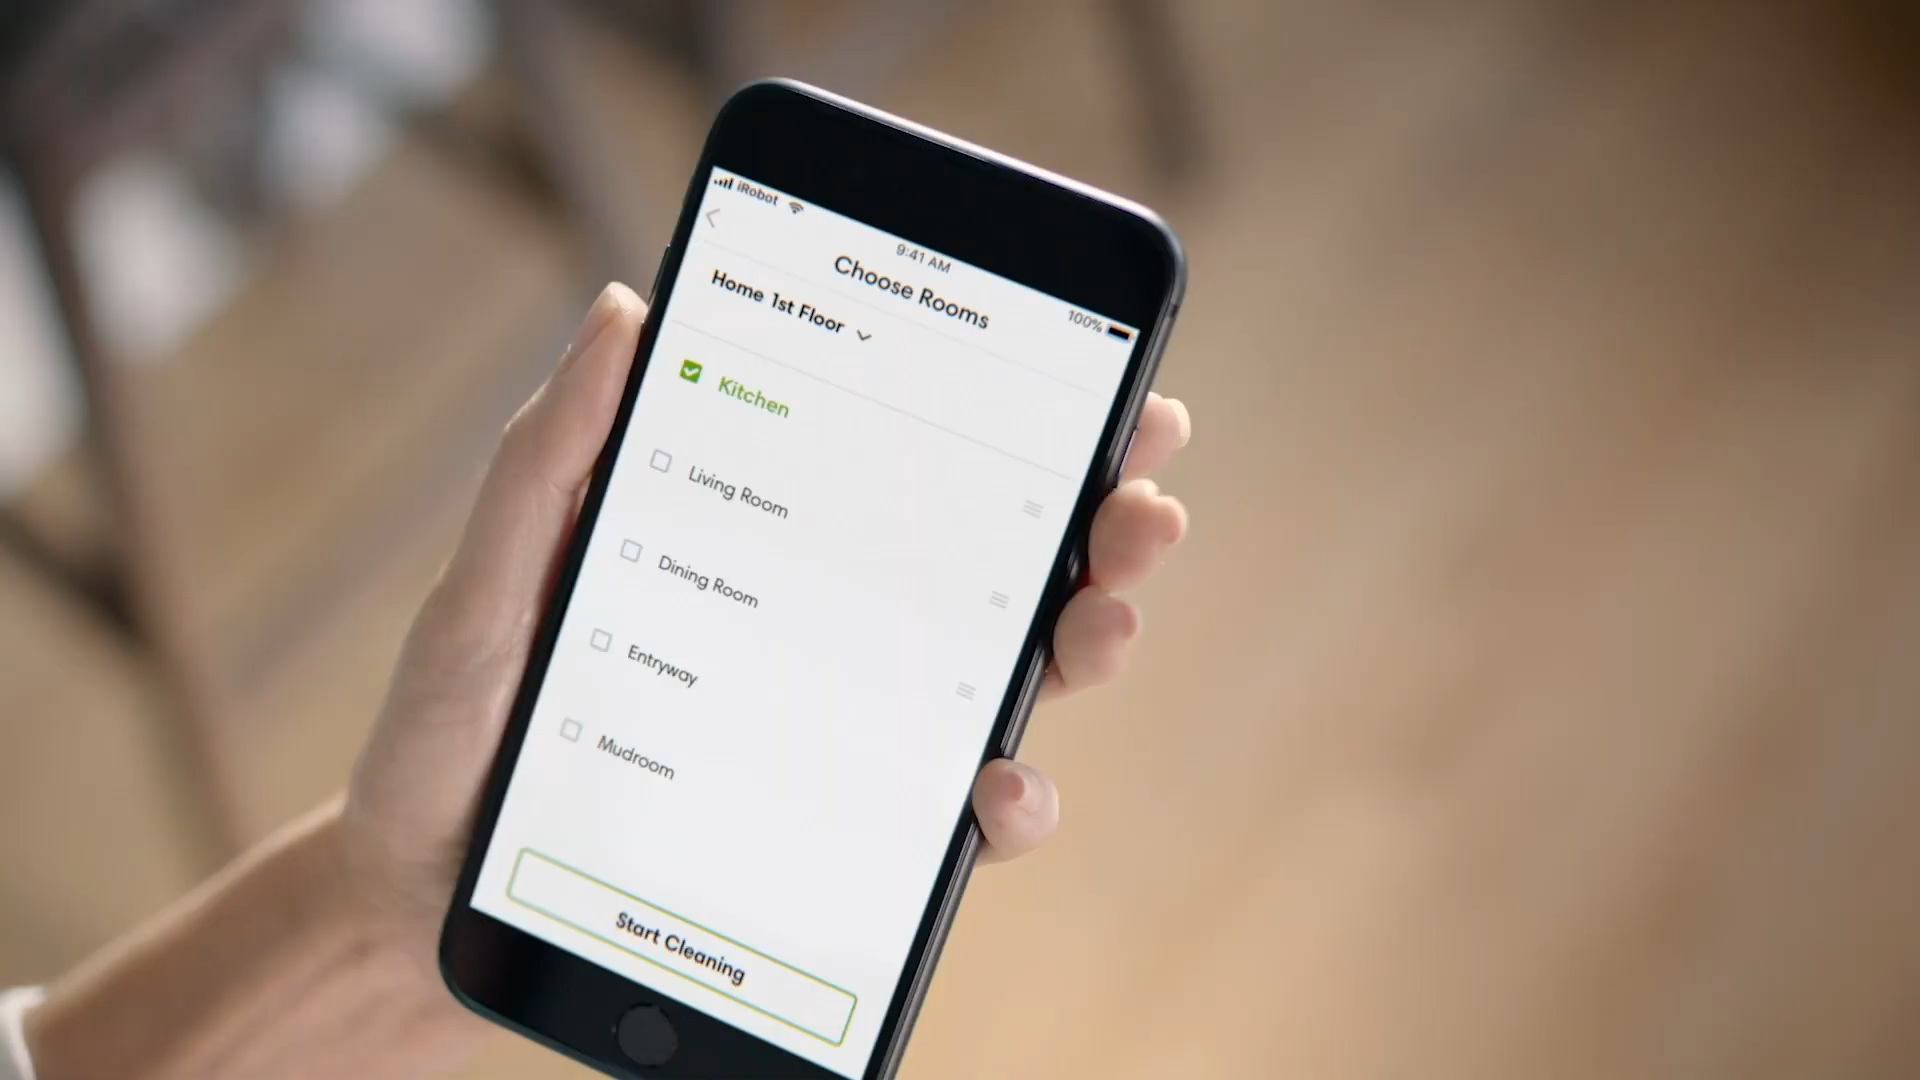 iRobot
9:41 AM
100%
Choose Rooms
Home 1st Floor
Kitchen
Living Room
Dining Room
Entryway
Mudroom
Start Cleaning